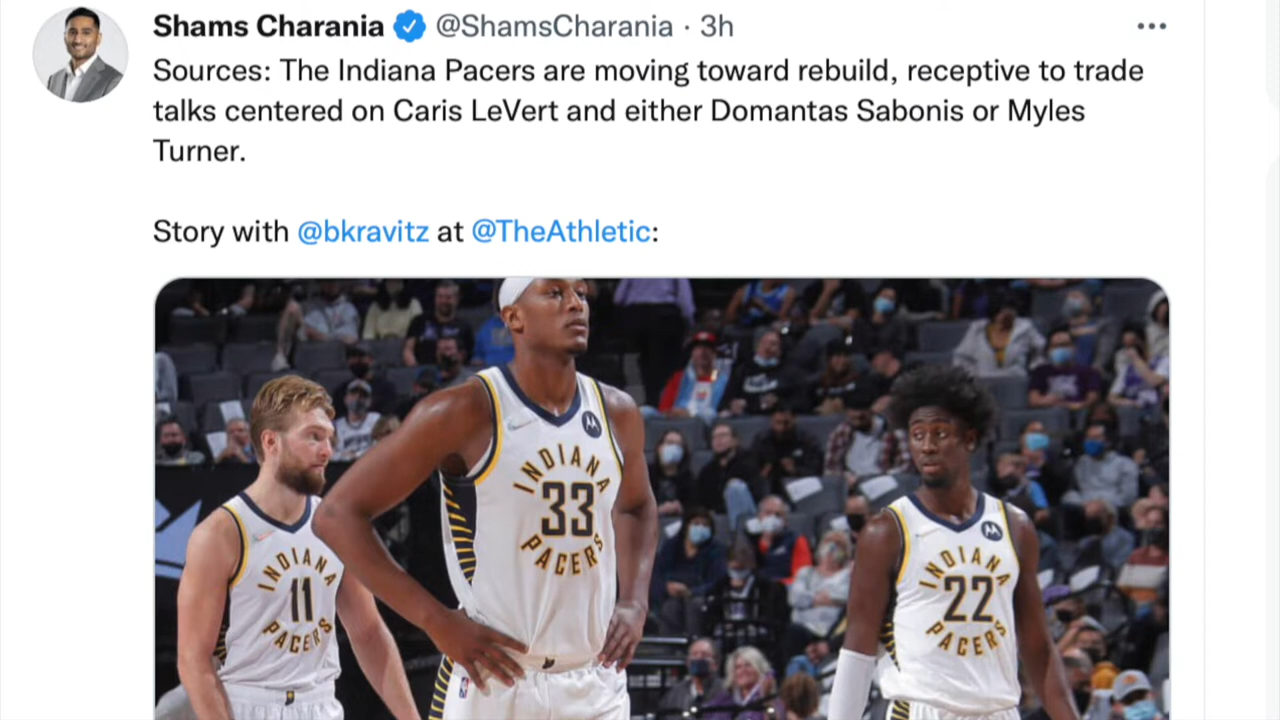 Shams Charania @ShamsCharania · 3h
Sources: The Indiana Pacers are moving toward rebuild, receptive to trade
talks centered on Caris LeVert and either Domantas Sabonis or Myles
Turner.
Story with @bkravitz at @TheAthletic:
INDIANA
11
PACERS
INDIANA
33
PACERS
INDIANA
22
PACERS